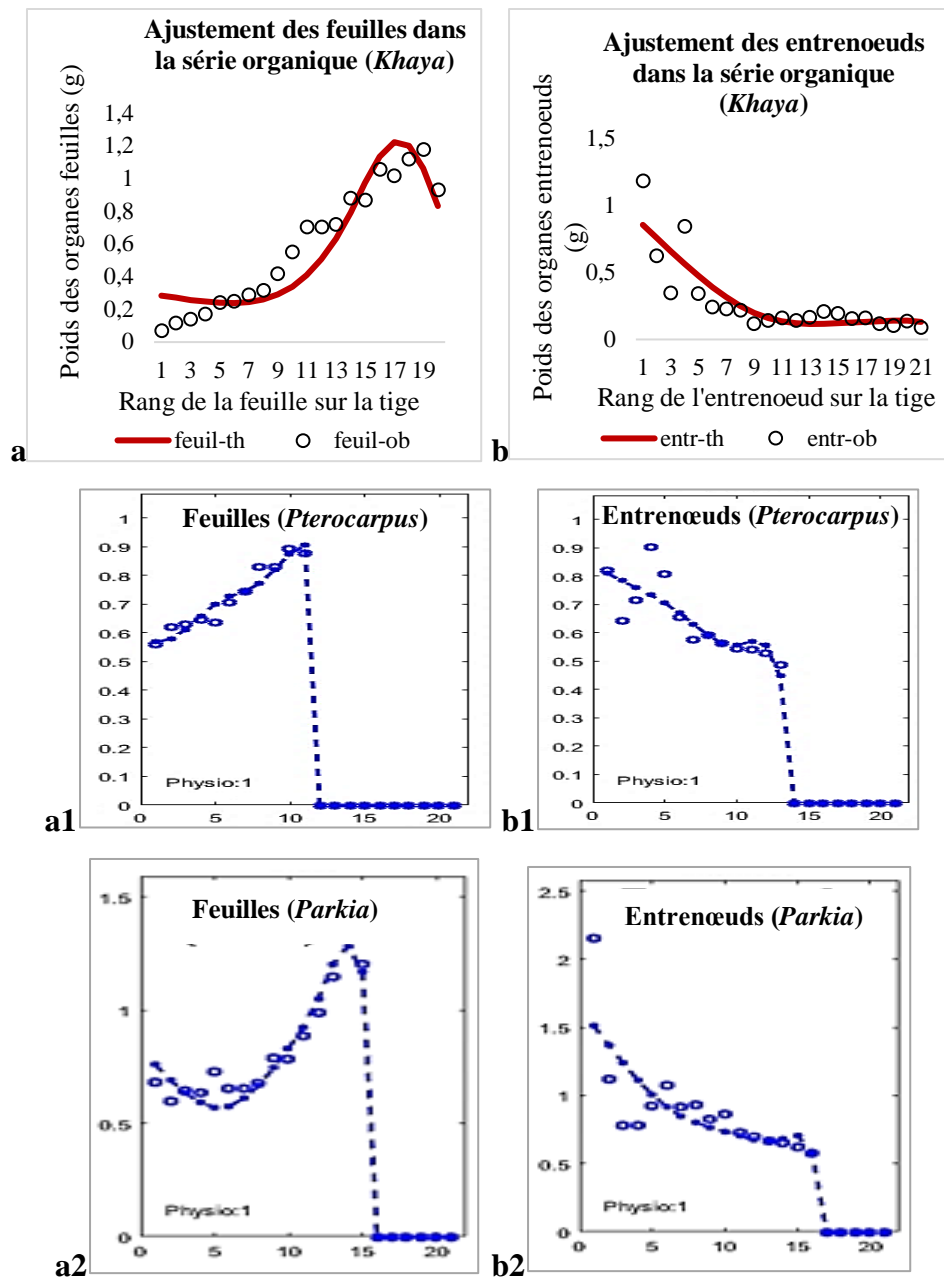 Ajustement des feuilles dans
la série organique (Khaya)
Poids des organes feuilles (g)
1,4
1,2
1
0,8
0,6
0,4
0,2
0
1 3 5 7 9 11 13 15 17 19
Rang de la feuille sur la tige
feuil-th feuil-ob
a
Ajustement des entrenoeuds
dans la série organique
(Khaya)
Poids des organes entrenoeuds
(g)
1,5
1
0,5
0
1 3 5 7 9 11 13 15 17 19 21
Rang de l'entrenoeud sur la tige
entr-th entr-ob
b
Feuilles (Pterocarpus)
1
0.9
0.8
0.7
0.6
0.5
0.4
0.3
0.2
0.1
0
Physio:1
0 5 10 15 20
a1
Entrenœuds (Pterocarpus)
1
0.9
0.8
0.7
0.6
0.5
0.4
0.3
0.2
0.1
0
Physio:1
0 5 10 15 20
b1
Feuilles (Parkia)
1.5
1
0.5
0
Physio:1
0 5 10 15 20
a2
Entrenœuds (Parkia)
2.5
2
1.5
1
0.5
0
Physio:1
0 5 10 15 20
b2